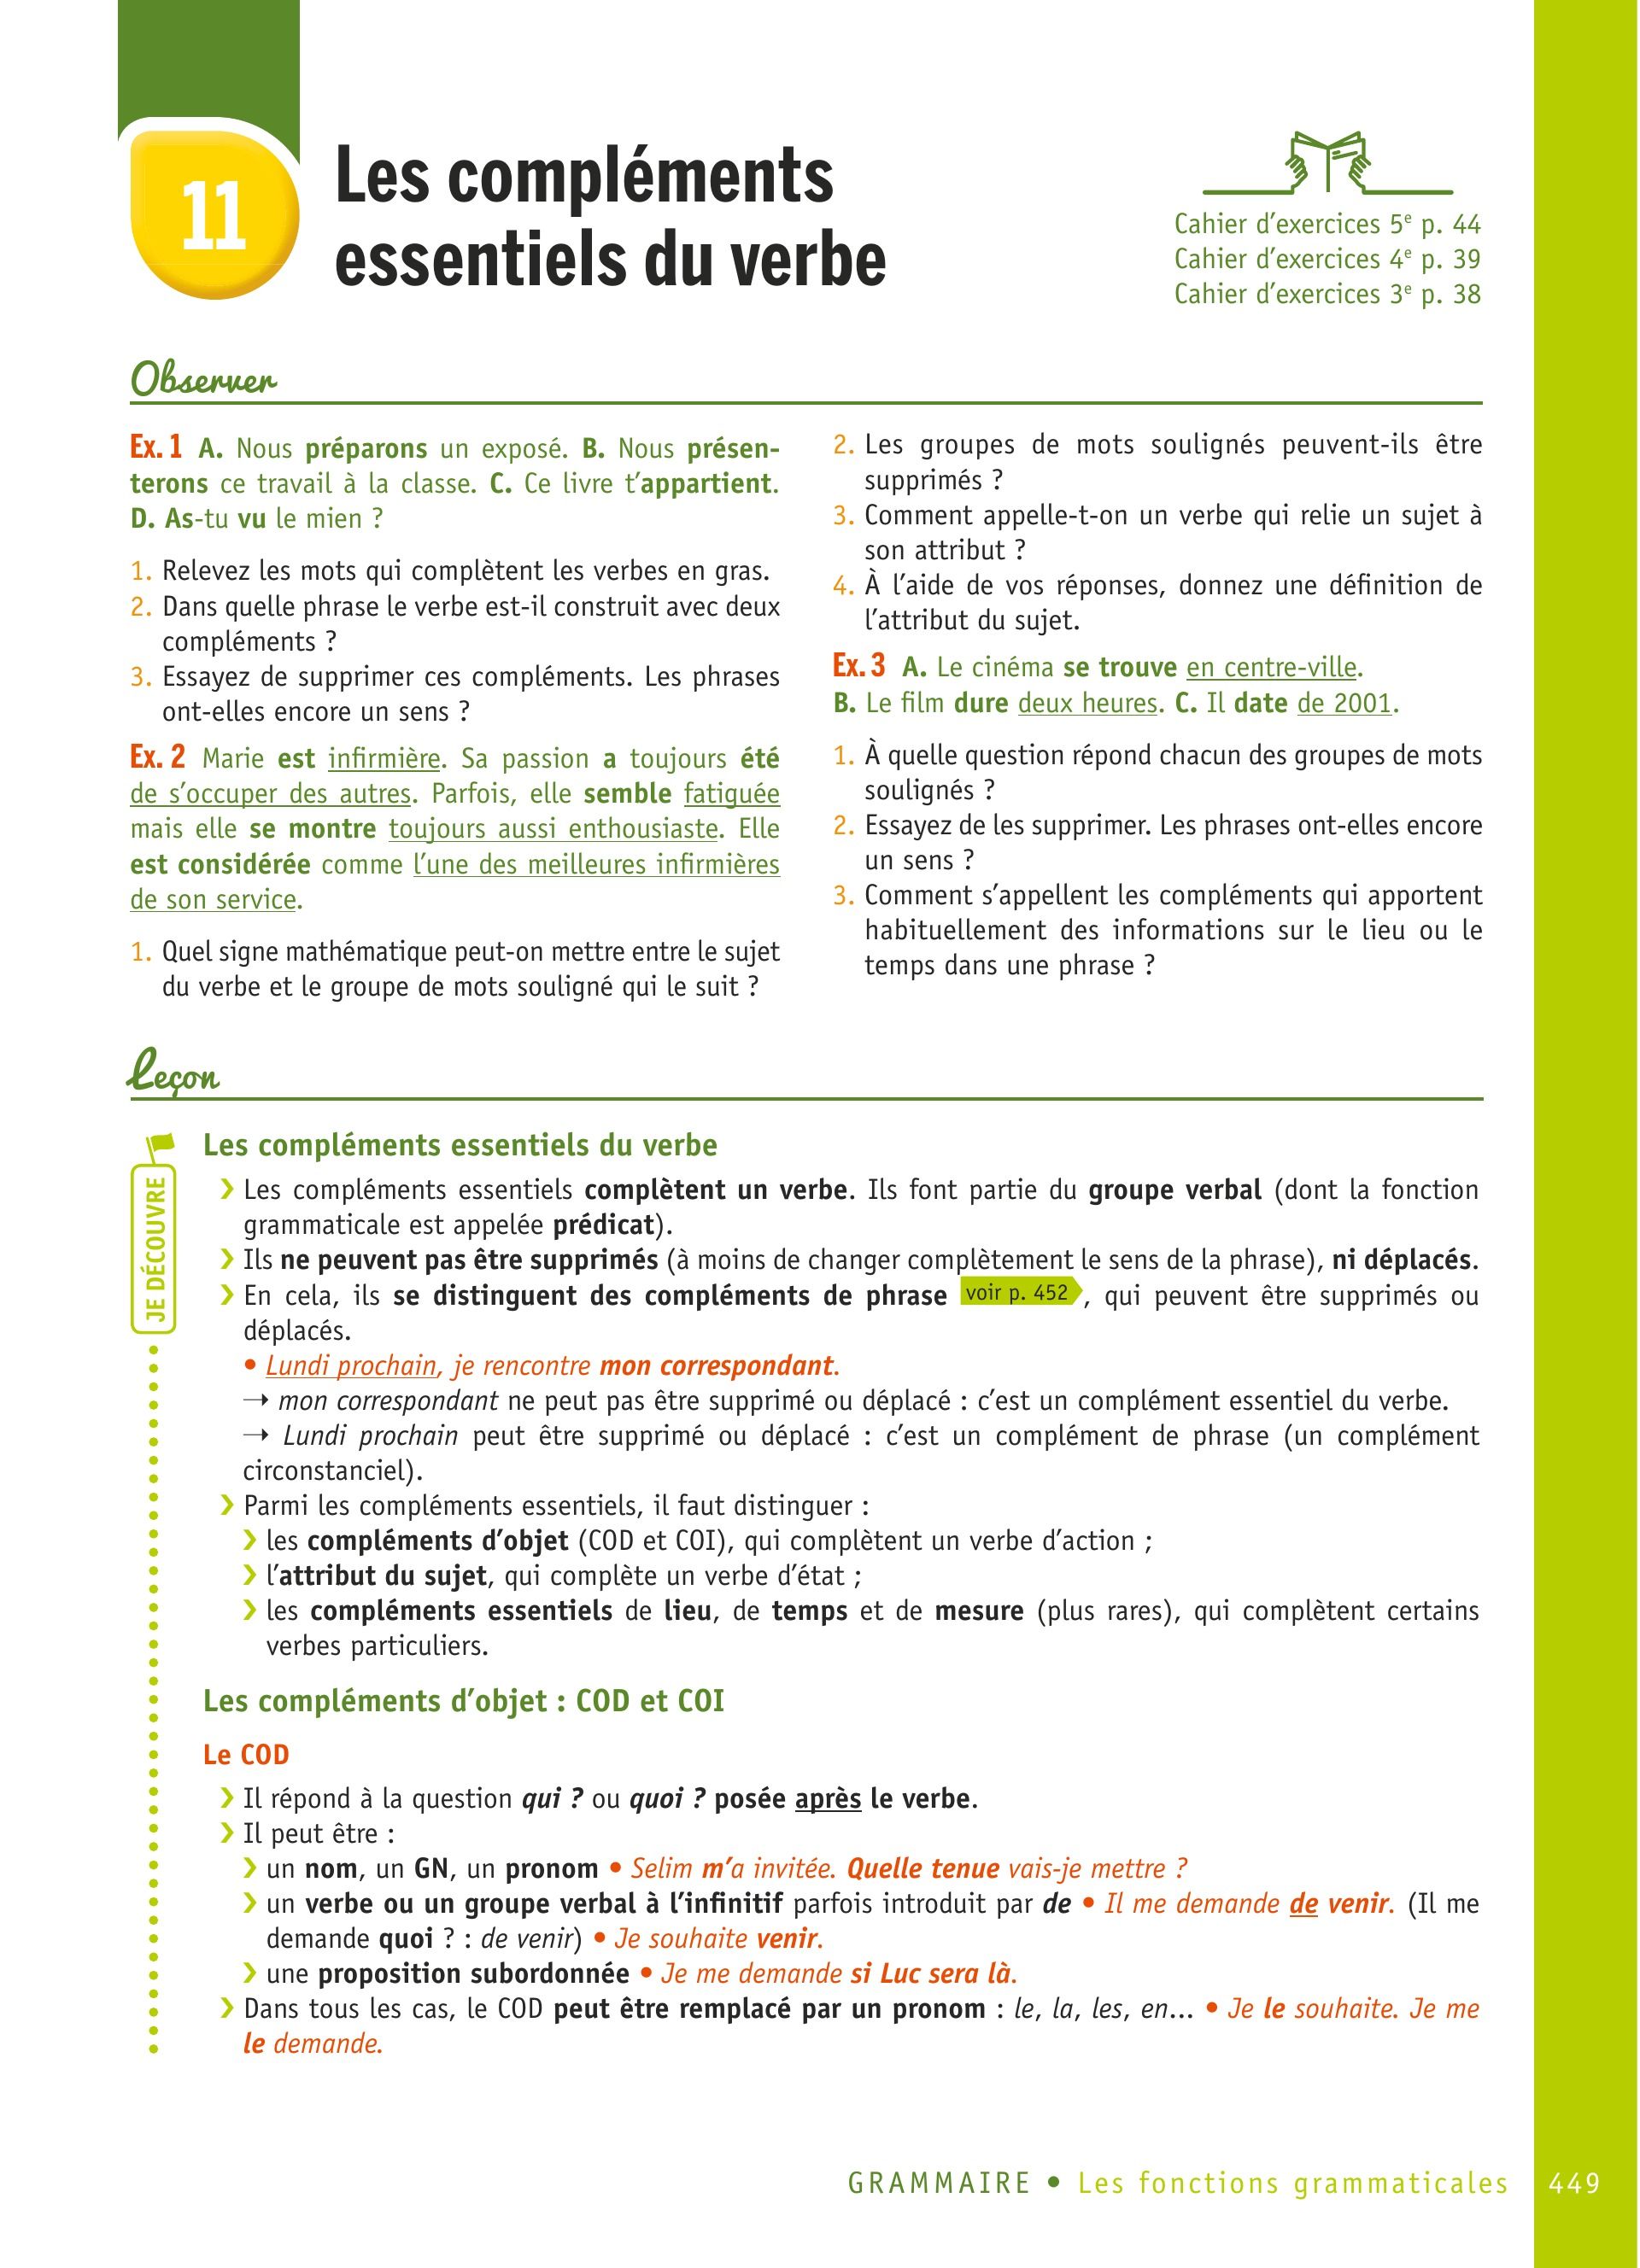 11
Les compléments
essentiels du verbe
Cahier d'exercices 5e p. 44
Cahier d'exercices 4e p. 39
Cahier d'exercices 3e p. 38
Observer
Ex. 1 A. Nous préparons un exposé. B. Nous présen-
terons ce travail à la classe. C. Ce livre t'appartient.
D. As-tu vu le mien ?
1. Relevez les mots qui complètent les verbes en gras.
2. Dans quelle phrase le verbe est-il construit avec deux
compléments ?
3. Essayez de supprimer ces compléments. Les phrases
ont-elles encore un sens ?
Ex. 2 Marie est infirmière. Sa passion a toujours été
de s'occuper des autres. Parfois, elle semble fatiguée
mais elle se montre toujours aussi enthousiaste. Elle
est considérée comme l'une des meilleures infirmières
de son service.
1. Quel signe mathématique peut-on mettre entre le sujet
du verbe et le groupe de mots souligné qui le suit ?
2. Les groupes de mots soulignés peuvent-ils être
supprimés ?
3. Comment appelle-t-on un verbe qui relie un sujet à
son attribut ?
4. À l'aide de vos réponses, donnez une définition de
l'attribut du sujet.
Ex. 3 A. Le cinéma se trouve en centre-ville.
B. Le film dure deux heures. C. Il date de 2001.
1. À quelle question répond chacun des groupes de mots
soulignés ?
2. Essayez de les supprimer. Les phrases ont-elles encore
un sens ?
3. Comment s'appellent les compléments qui apportent
habituellement des informations sur le lieu ou le
temps dans une phrase ?
Leçon
JE DÉCOUVRE
Les compléments essentiels du verbe
❯ Les compléments essentiels complètent un verbe. Ils font partie du groupe verbal (dont la fonction
grammaticale est appelée prédicat).
❯ Ils ne peuvent pas être supprimés (à moins de changer complètement le sens de la phrase), ni déplacés.
❯ En cela, ils se distinguent des compléments de phrase voir p. 452, qui peuvent être supprimés ou
déplacés.
• Lundi prochain, je rencontre mon correspondant.
→ mon correspondant ne peut pas être supprimé ou déplacé : c'est un complément essentiel du verbe.
→ Lundi prochain peut être supprimé ou déplacé : c'est un complément de phrase (un complément
circonstanciel).
❯ Parmi les compléments essentiels, il faut distinguer :
❯ les compléments d'objet (COD et COI), qui complètent un verbe d'action ;
❯ l'attribut du sujet, qui complète un verbe d'état ;
❯ les compléments essentiels de lieu, de temps et de mesure (plus rares), qui complètent certains
verbes particuliers.
Les compléments d'objet : COD et COI
Le COD
❯ Il répond à la question qui ? ou quoi ? posée après le verbe.
❯ Il peut être :
❯ un nom, un GN, un pronom • Selim m'a invitée. Quelle tenue vais-je mettre ?
❯ un verbe ou un groupe verbal à l'infinitif parfois introduit par de • Il me demande de venir. (Il me
demande quoi ? : de venir) • Je souhaite venir.
❯ une proposition subordonnée • Je me demande si Luc sera là.
❯ Dans tous les cas, le COD peut être remplacé par un pronom : le, la, les, en... • Je le souhaite. Je me
le demande.
GRAMMAIRE • Les fonctions grammaticales 449